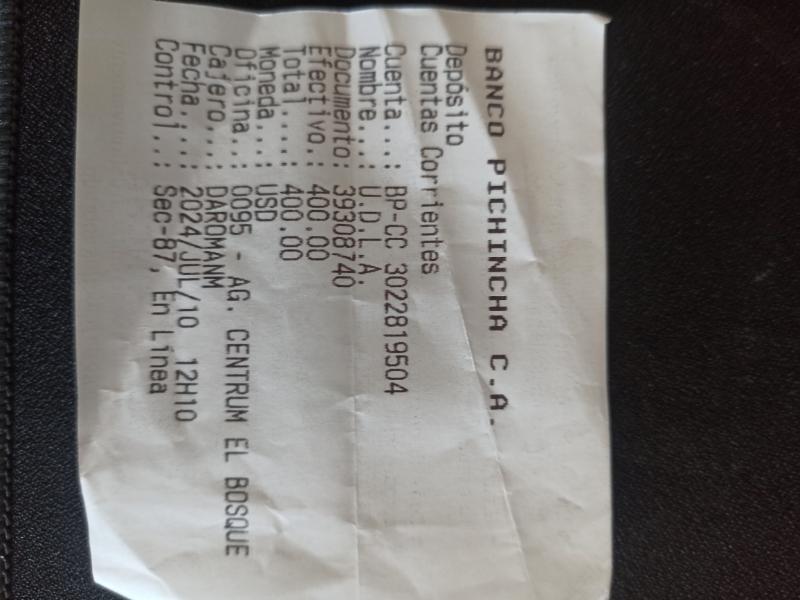 BANCO PICHINCHA C.A.
Depósito
Cuentas Corrientes
Cuenta...: BP-CC 3022819504
Nombre...: U.D.L.A.
Documento: 39308740
Efectivo.: 400.00
Total....: 400.00
Moneda...: USD
Oficina..: 0095 - AG. CENTRUM EL BOSQUE
Cajero...: DAROMANM
Fecha....: 2024/JUL/10 12H10
Control..: Sec-87, En Línea